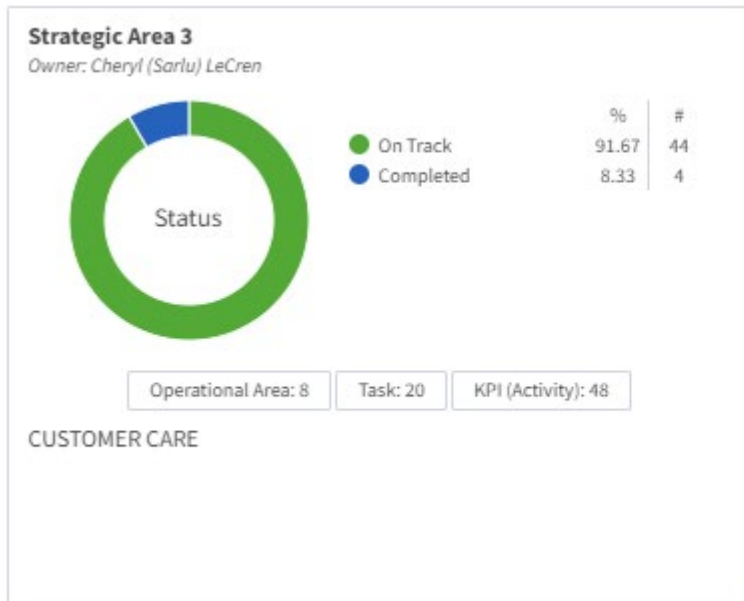 Strategic Area 3
Owner: Cheryl (Sarlu) LeCren
% #
On Track 91.67 44
Completed 8.33 4
Status
Operational Area: 8 Task: 20 KPI (Activity): 48
CUSTOMER CARE